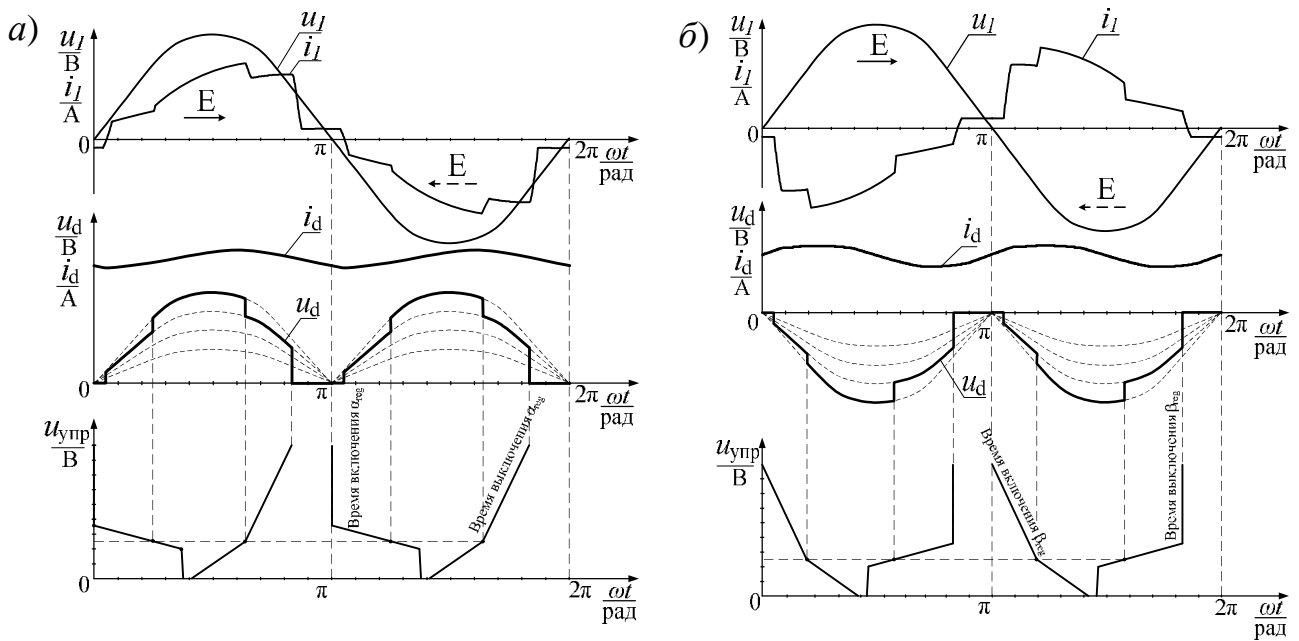 а)
u1
В
i1
А
u1
i1
E
E
0
π
2π
ωt
рад
ud
В
id
А
id
ud
0
π
2π
ωt
рад
uупр
В
Время включения αreg
Время выключения αreg
0
π
2π
ωt
рад
б)
u1
В
i1
А
u1
i1
E
E
0
π
2π
ωt
рад
ud
В
id
А
id
ud
0
π
2π
ωt
рад
uупр
В
Время включения βreg
Время выключения βreg
0
π
2π
ωt
рад